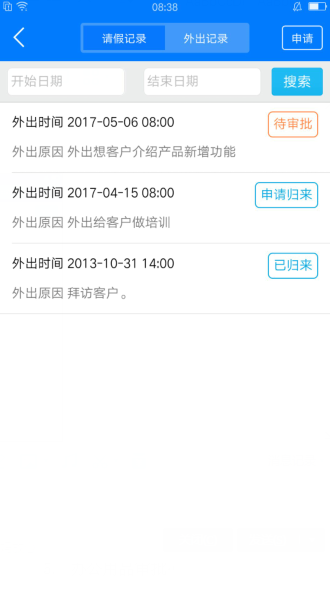 08:38
请假记录 外出记录 申请
开始日期 结束日期 搜索
外出时间 2017-05-06 08:00 待审批
外出原因 外出想客户介绍产品新增功能
外出时间 2017-04-15 08:00 申请归来
外出原因 外出给客户做培训
外出时间 2013-10-31 14:00 已归来
外出原因 拜访客户。